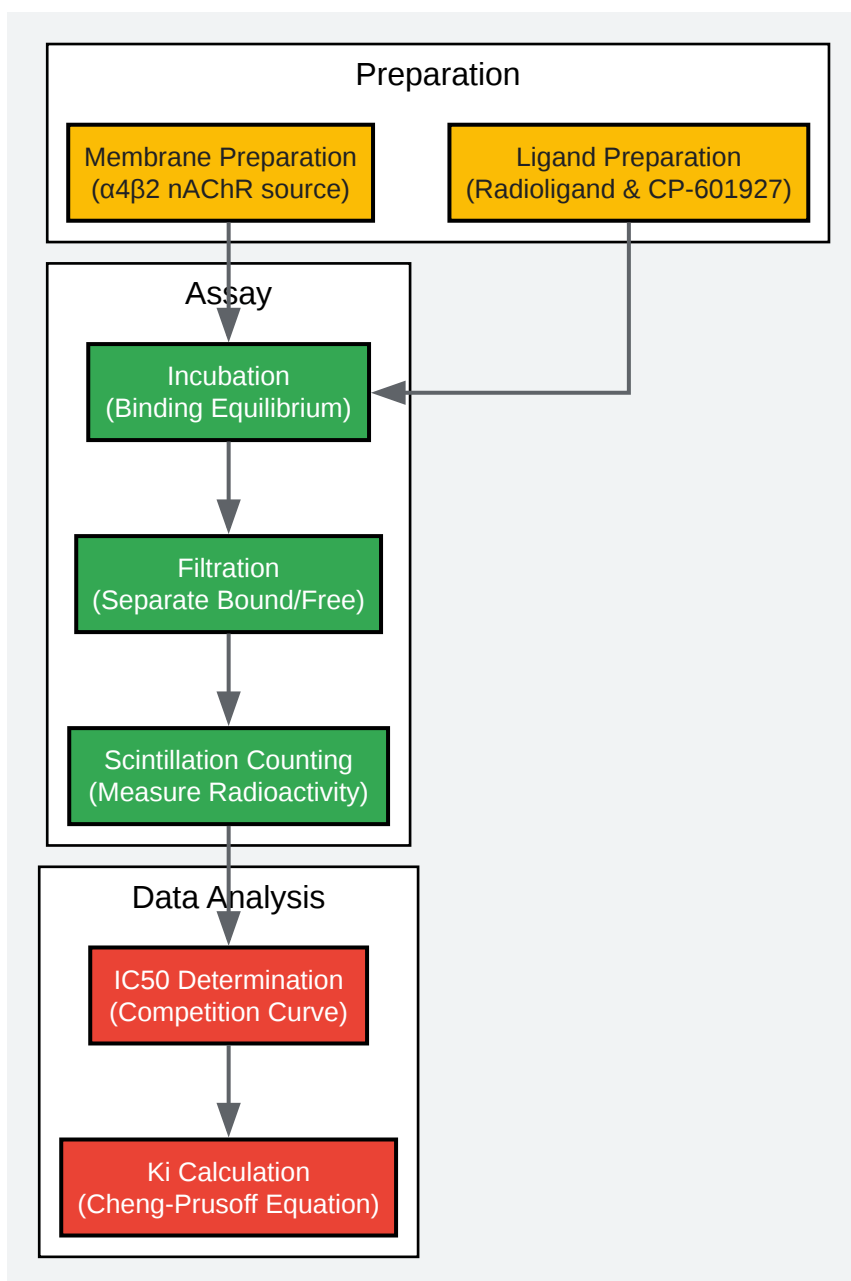 Preparation
Membrane Preparation
(α4β2 nAChR source)
Ligand Preparation
(Radioligand & CP-601927)
Assay
Incubation
(Binding Equilibrium)
Filtration
(Separate Bound/Free)
Scintillation Counting
(Measure Radioactivity)
Data Analysis
IC50 Determination
(Competition Curve)
Ki Calculation
(Cheng-Prusoff Equation)